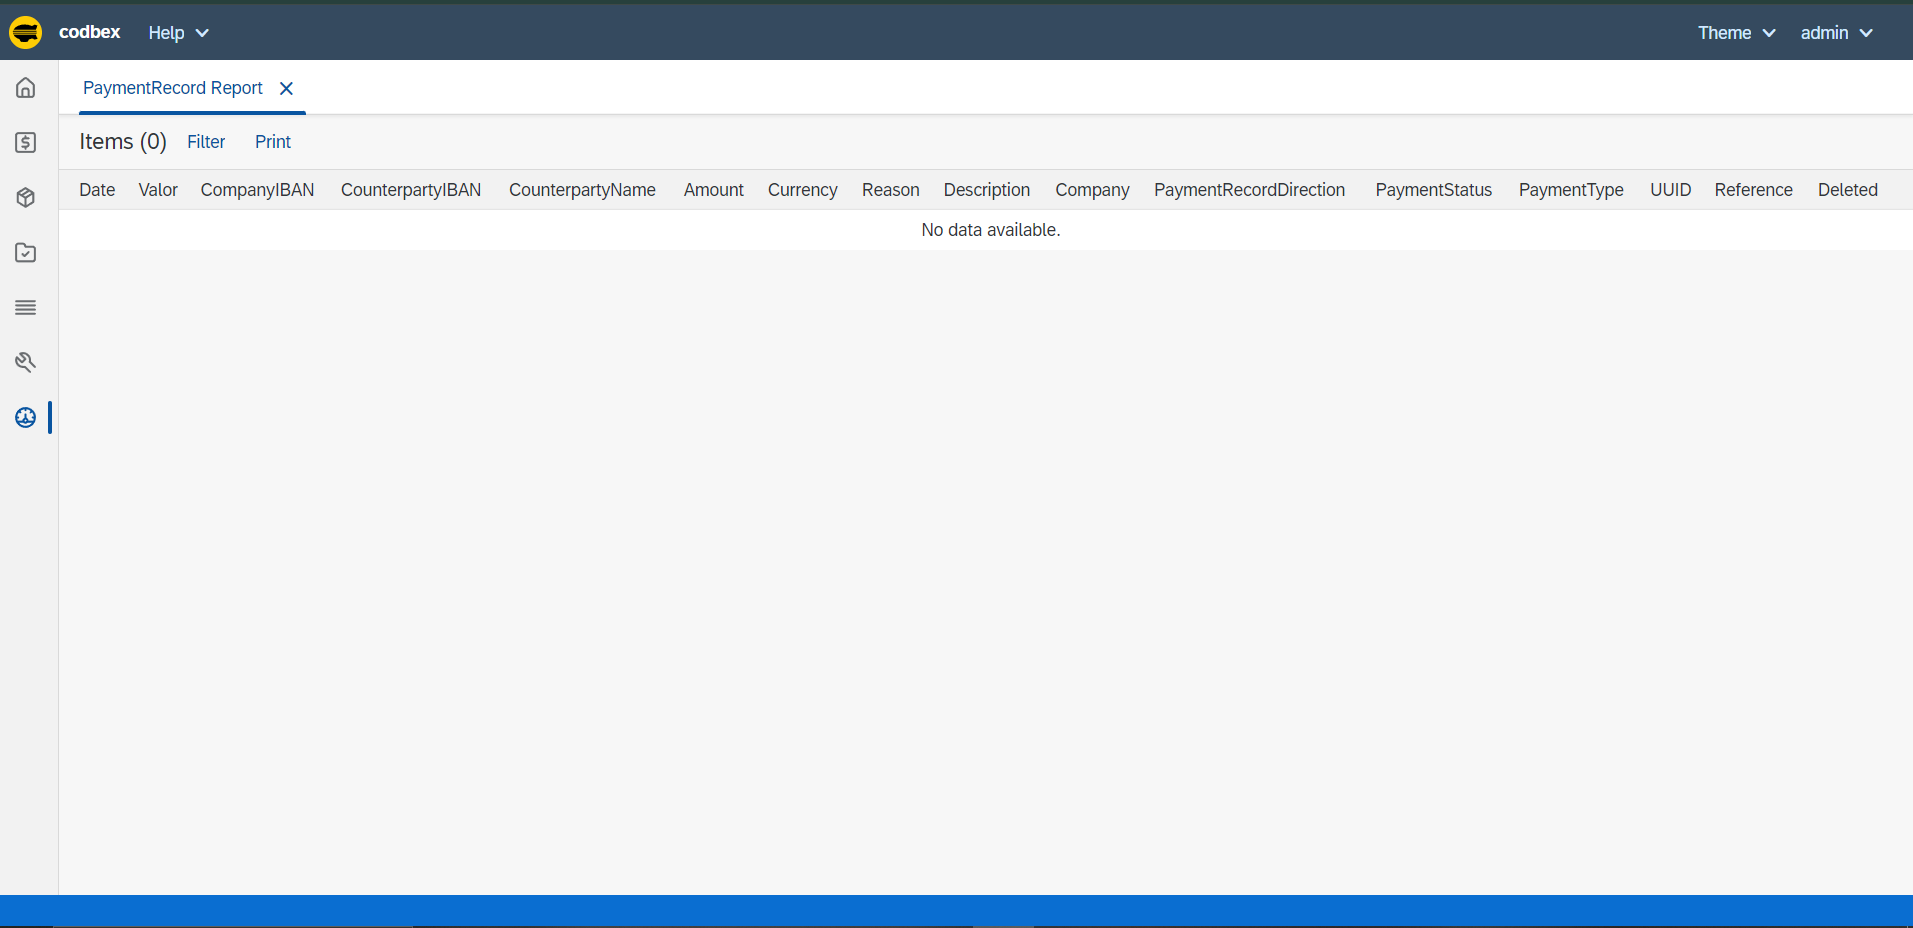 codbex Help Theme admin
PaymentRecord Report
Items (0) Filter Print
Date Valor CompanyIBAN CounterpartyIBAN CounterpartyName Amount Currency Reason Description Company PaymentRecordDirection PaymentStatus PaymentType UUID Reference Deleted
No data available.